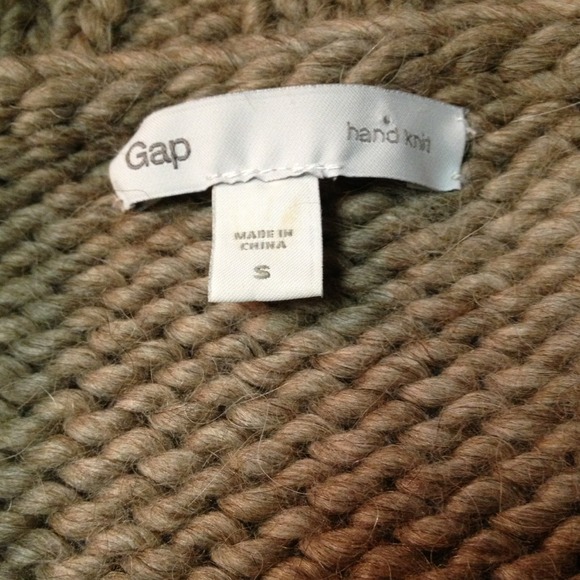 Gap hand knit
MADE IN
CHINA
S